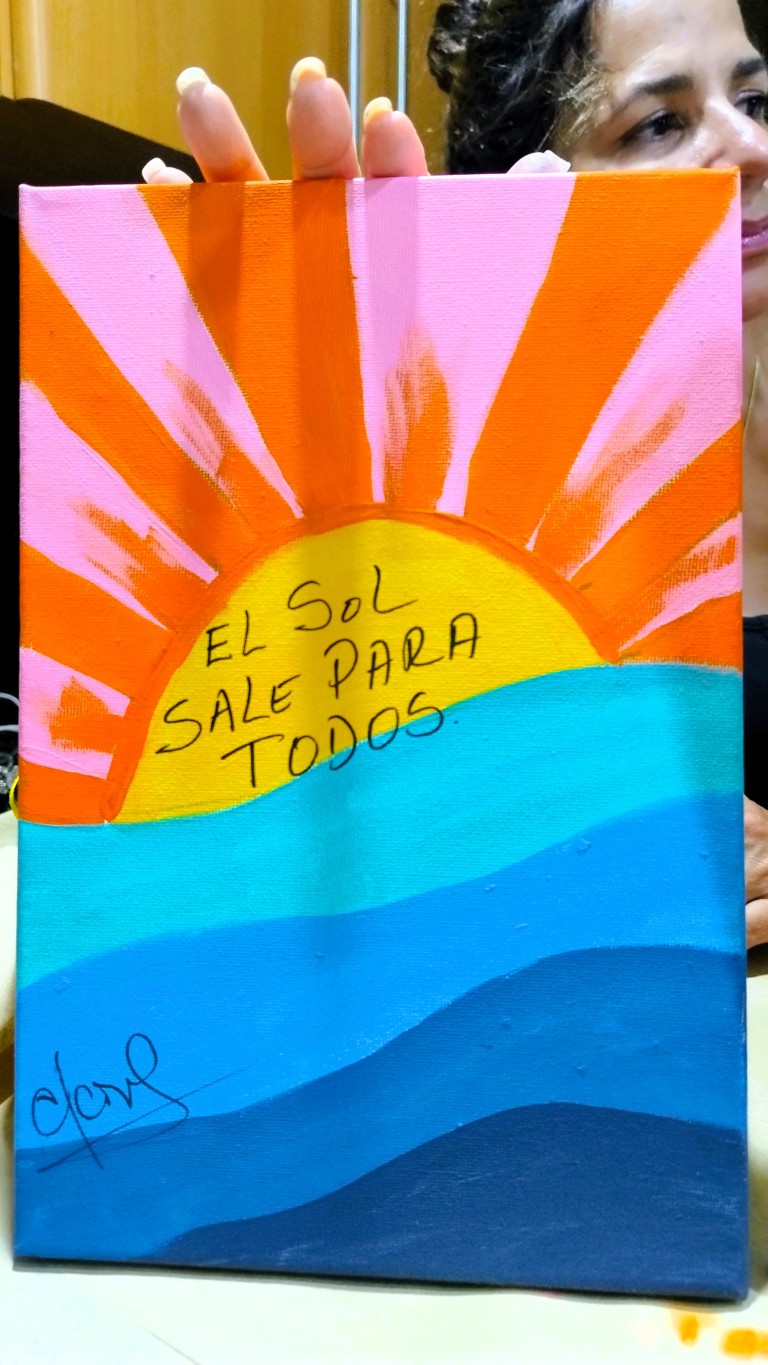 EL SOL
SALE PARA
TODOS.